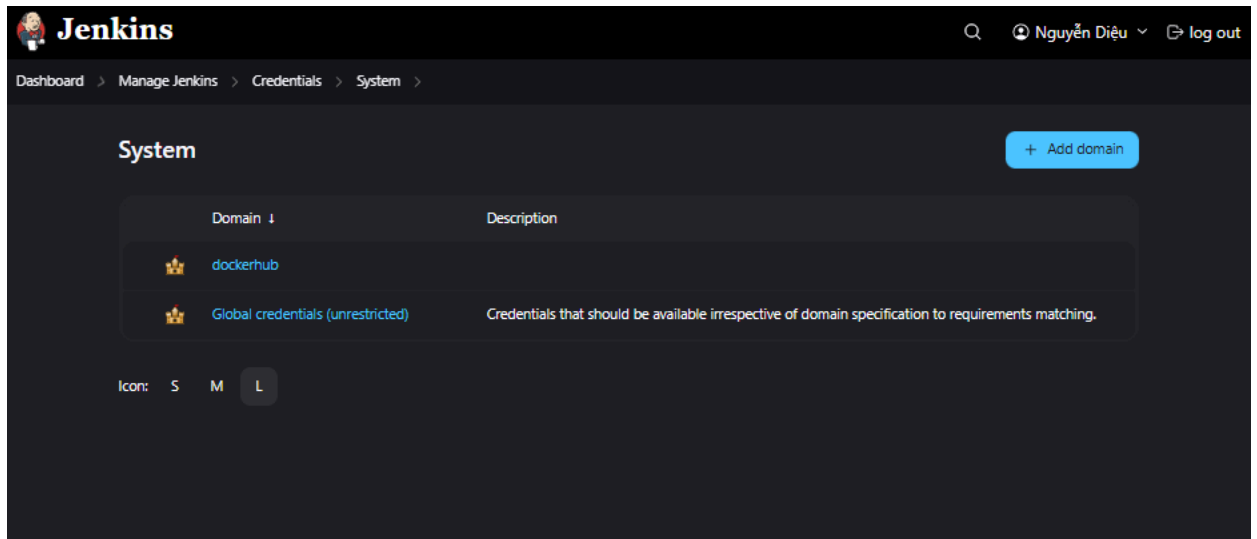 Jenkins
Nguyễn Diệu
log out
Dashboard > Manage Jenkins > Credentials > System >
System
+ Add domain
Domain ↓ Description
dockerhub
Global credentials (unrestricted) Credentials that should be available irrespective of domain specification to requirements matching.
Icon: S M L